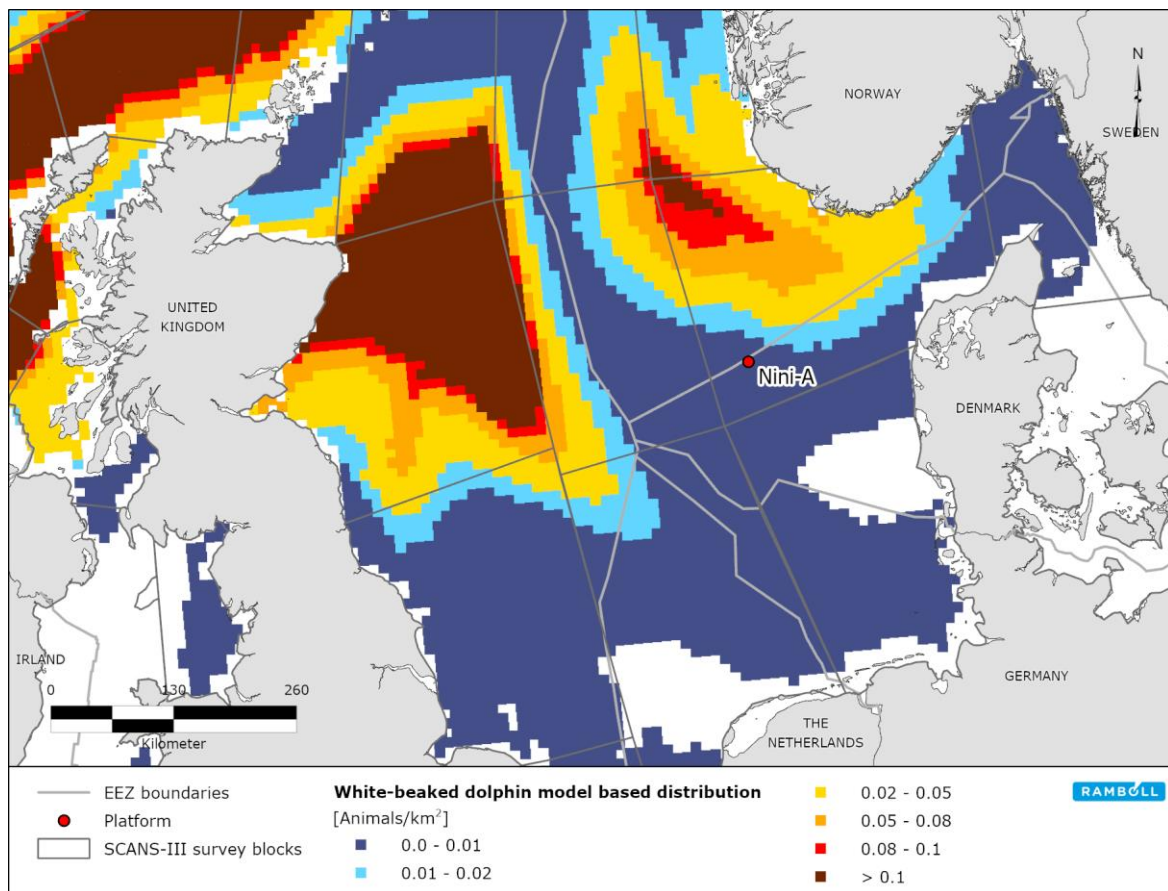 N
NORWAY
SWEDEN
UNITED
KINGDOM
Nini-A
DENMARK
IRLAND
0 130 260
Kilometer
GERMANY
THE
NETHERLANDS
EEZ boundaries
Platform
SCANS-III survey blocks
White-beaked dolphin model based distribution
[Animals/km²]
0.0 - 0.01
0.01 - 0.02
0.02 - 0.05
0.05 - 0.08
0.08 - 0.1
> 0.1
RAMBOLL